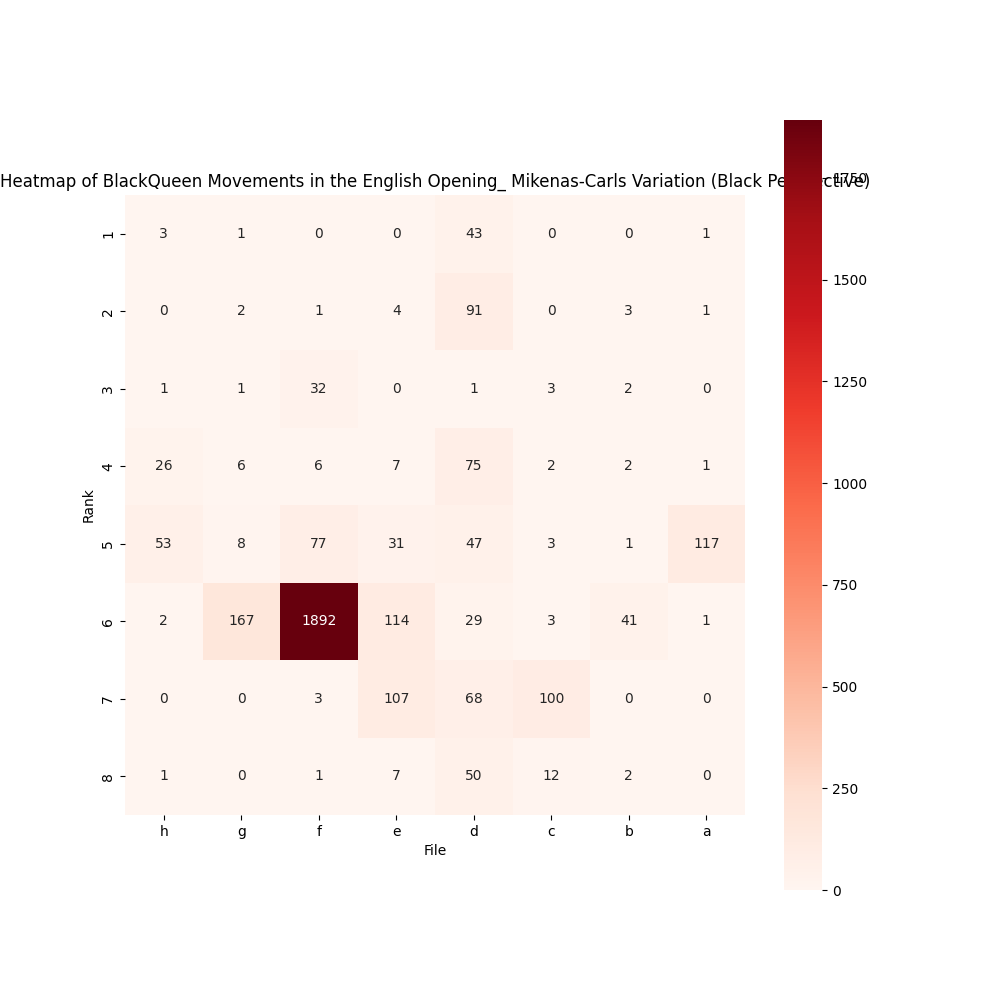 Heatmap of BlackQueen Movements in the English Opening_ Mikenas-Carls Variation (Black Perspective)
1 3 1 0 0 43 0 0 1
2 0 2 1 4 91 0 3 1
3 1 1 32 0 1 3 2 0
4 26 6 6 7 75 2 2 1
Rank
5 53 8 77 31 47 3 1 117
6 2 167 1892 114 29 3 41 1
7 0 0 3 107 68 100 0 0
8 1 0 1 7 50 12 2 0
h g f e d c b a
File
1750
1500
1250
1000
750
500
250
0